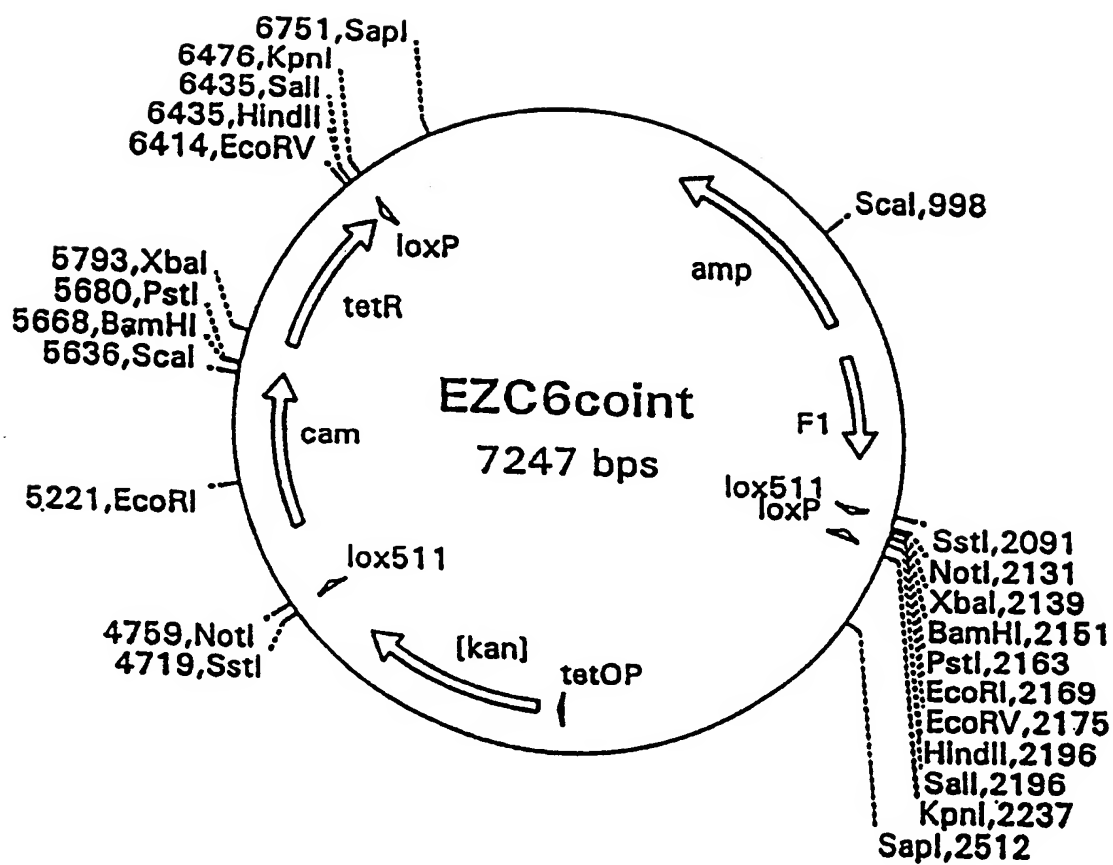 6751,SapI
6476,KpnI
6435,SalI
6435,HindII
6414,EcoRV
ScaI,998
loxP
amp
5793,XbaI
5680,PstI
5668,BamHI
5636,ScaI
tetR
EZC6coint
7247 bps
F1
cam
lox511
loxP
5221,EcoRI
lox511
SstI,2091
NotI,2131
XbaI,2139
BamHI,2151
PstI,2163
EcoRI,2169
EcoRV,2175
HindII,2196
SalI,2196
KpnI,2237
SapI,2512
4759,NotI
4719,SstI
[kan]
tetOP